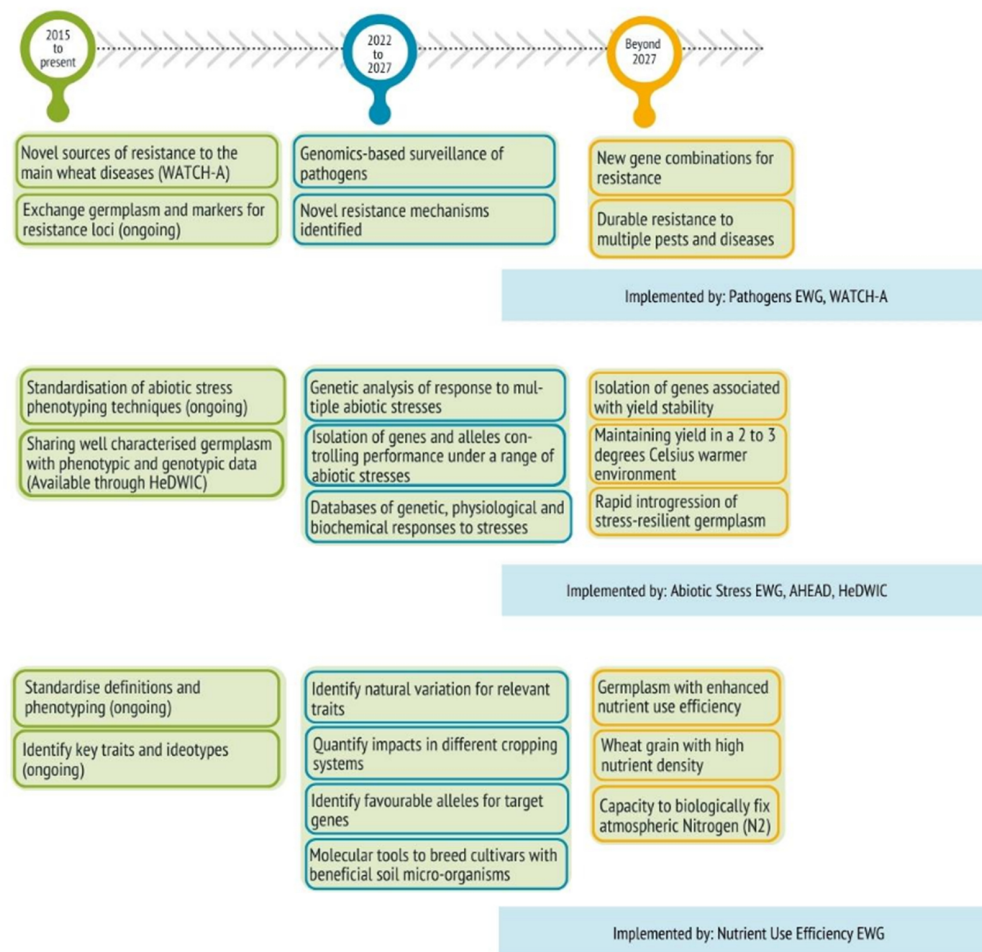 2015
to
present
2022
to
2027
Beyond
2027
Novel sources of resistance to the
main wheat diseases (WATCH-A)
Exchange germplasm and markers for
resistance loci (ongoing)
Genomics-based surveillance of
pathogens
Novel resistance mechanisms
identified
New gene combinations for
resistance
Durable resistance to
multiple pests and diseases
Implemented by: Pathogens EWG, WATCH-A
Standardisation of abiotic stress
phenotyping techniques (ongoing)
Sharing well characterised germplasm
with phenotypic and genotypic data
(Available through HeDWIC)
Genetic analysis of response to mul-
tiple abiotic stresses
Isolation of genes and alleles con-
trolling performance under a range of
abiotic stresses
Databases of genetic, physiological and
biochemical responses to stresses
Isolation of genes associated
with yield stability
Maintaining yield in a 2 to 3
degrees Celsius warmer
environment
Rapid introgression of
stress-resilient germplasm
Implemented by: Abiotic Stress EWG, AHEAD, HeDWIC
Standardise definitions and
phenotyping (ongoing)
Identify key traits and ideotypes
(ongoing)
Identify natural variation for relevant
traits
Quantify impacts in different cropping
systems
Identify favourable alleles for target
genes
Molecular tools to breed cultivars with
beneficial soil micro-organisms
Germplasm with enhanced
nutrient use efficiency
Wheat grain with high
nutrient density
Capacity to biologically fix
atmospheric Nitrogen (N2)
Implemented by: Nutrient Use Efficiency EWG